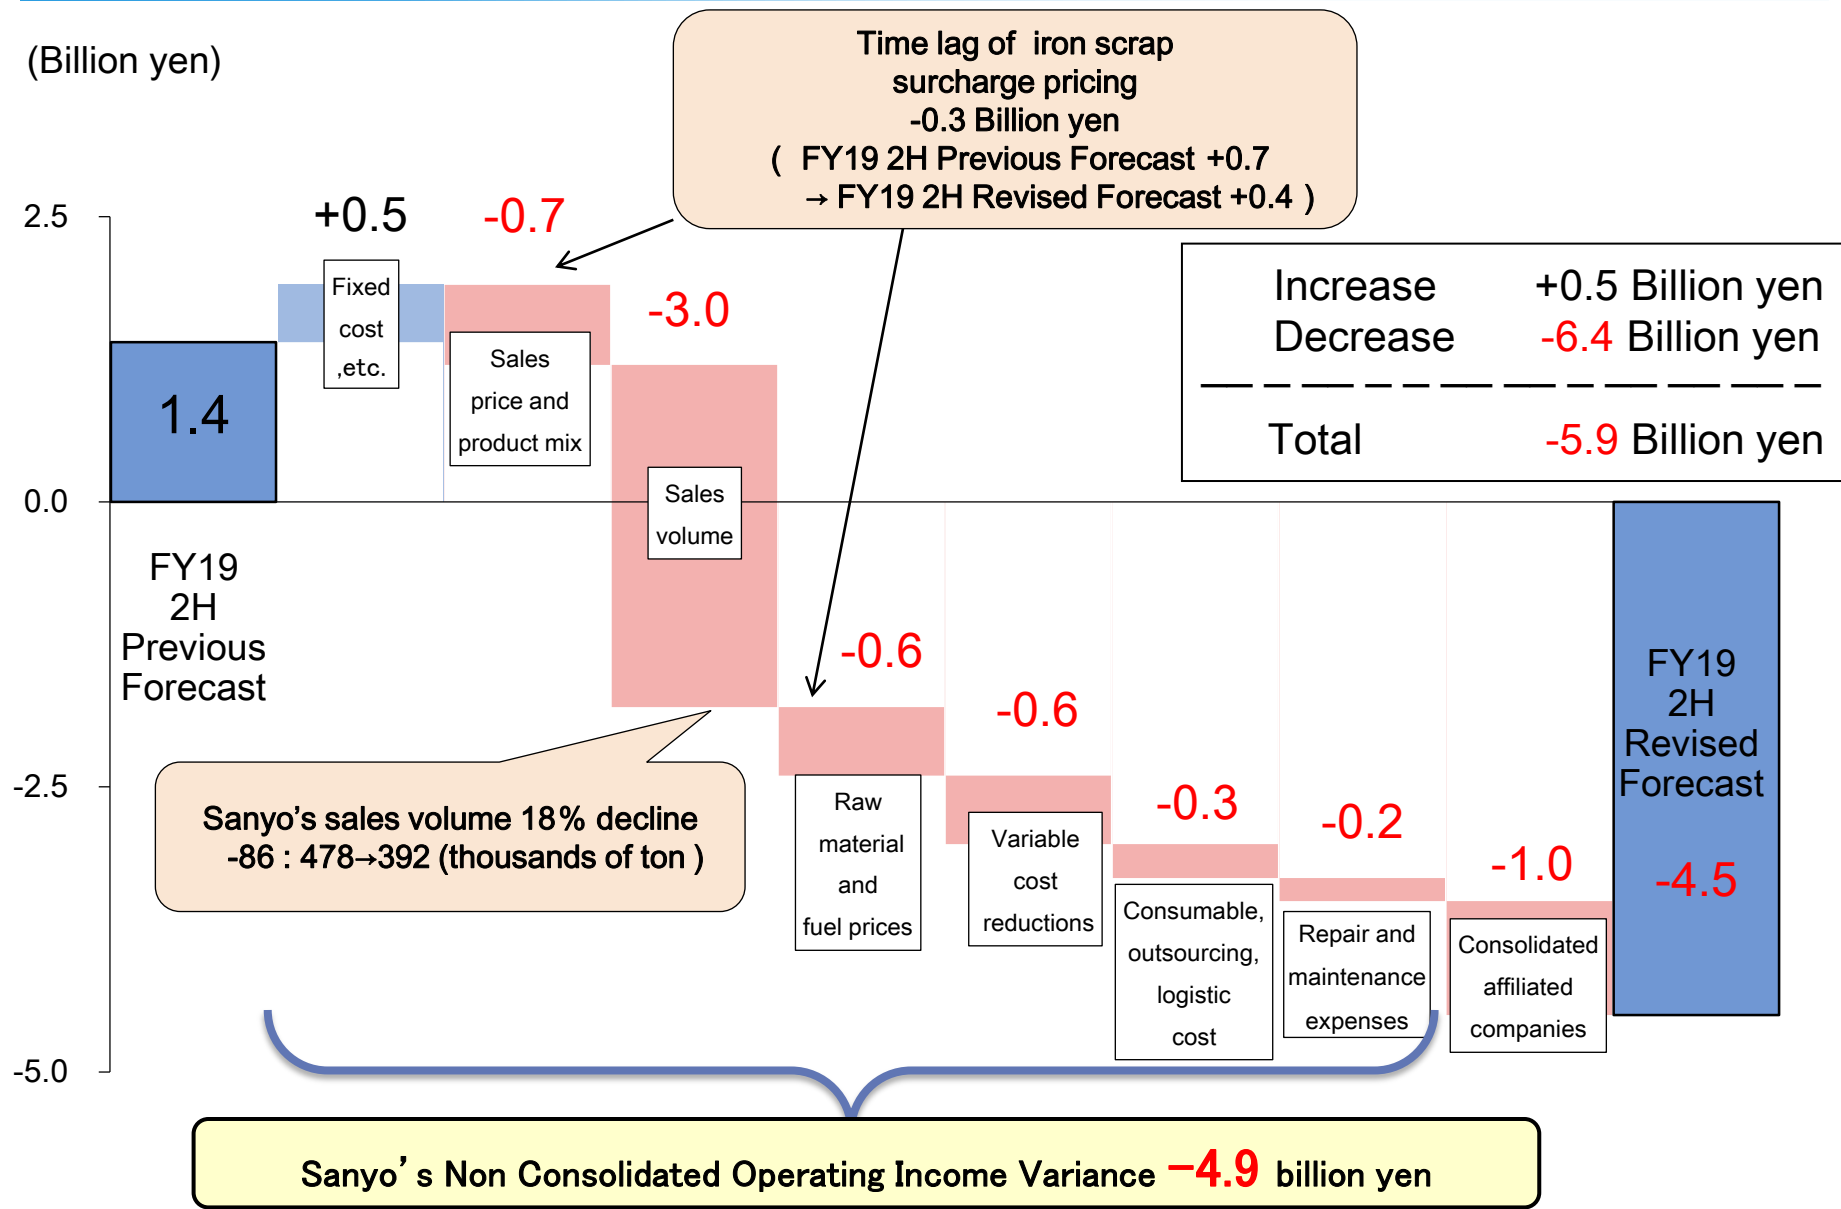 (Billion yen)
Time lag of iron scrap
surcharge pricing
-0.3 Billion yen
( FY19 2H Previous Forecast +0.7
→ FY19 2H Revised Forecast +0.4 )
2.5
0.0
-2.5
-5.0
+0.5
-0.7
-3.0
-0.6
-0.6
-0.3
-0.2
-1.0
Increase +0.5 Billion yen
Decrease -6.4 Billion yen
Total -5.9 Billion yen
1.4
FY19
2H
Previous
Forecast
Fixed
cost
,etc.
Sales
price and
product mix
Sales
volume
Raw
material
and
fuel prices
Variable
cost
reductions
Consumable,
outsourcing,
logistic
cost
Repair and
maintenance
expenses
Consolidated
affiliated
companies
FY19
2H
Revised
Forecast
-4.5
Sanyo’s sales volume 18% decline
-86 : 478→392 (thousands of ton )
Sanyo’s Non Consolidated Operating Income Variance －4.9 billion yen